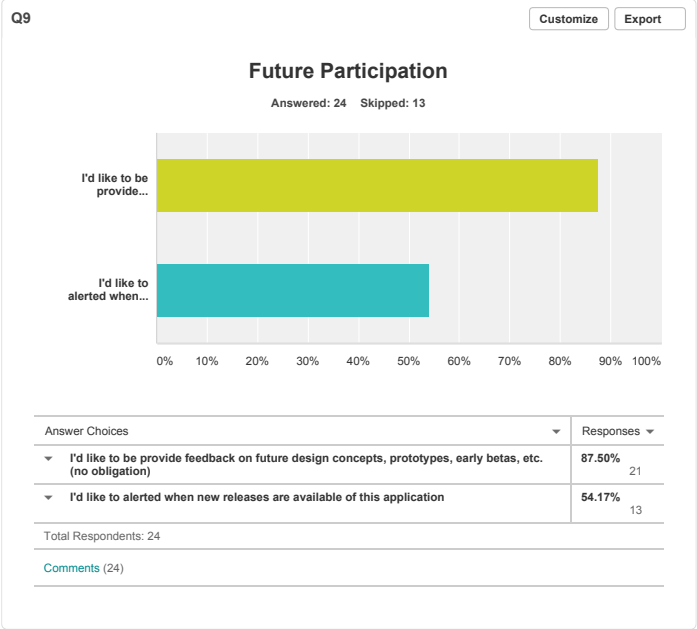 Q9
Customize
Export
Future Participation
Answered: 24 Skipped: 13
I'd like to be
provide...
I'd like to
alerted when...
0% 10% 20% 30% 40% 50% 60% 70% 80% 90% 100%
Answer Choices
Responses
I'd like to be provide feedback on future design concepts, prototypes, early betas, etc.
(no obligation)
87.50%
21
I'd like to alerted when new releases are available of this application
54.17%
13
Total Respondents: 24
Comments (24)